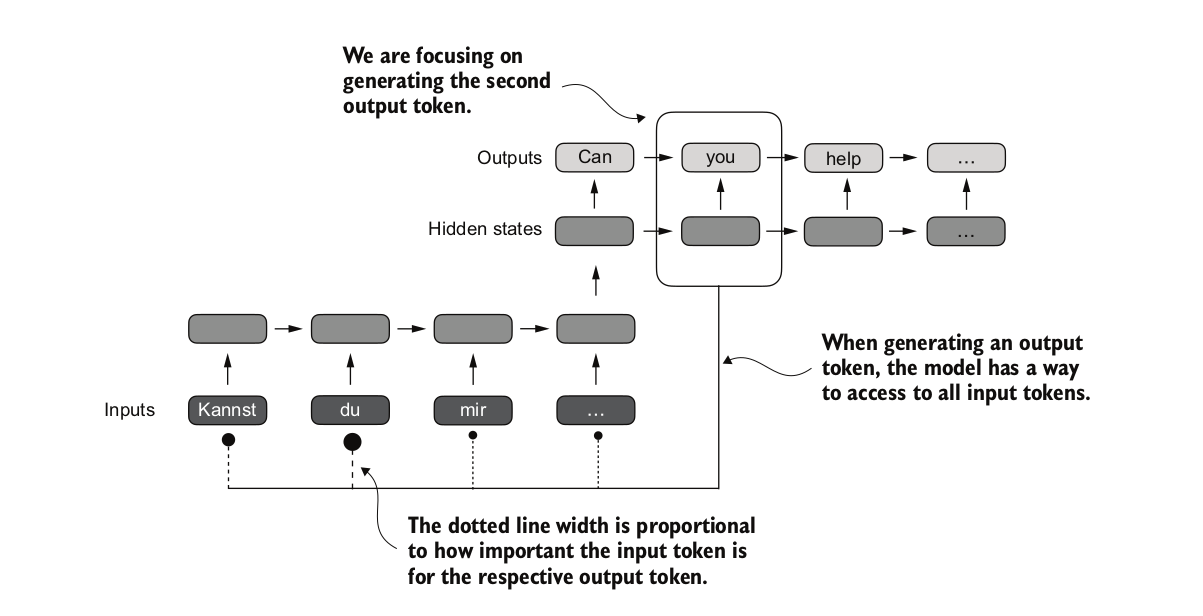 We are focusing on
generating the second
output token.
Outputs
Can
you
help
...
Hidden states
...
When generating an output
token, the model has a way
to access to all input tokens.
Inputs
Kannst
du
mir
...
The dotted line width is proportional
to how important the input token is
for the respective output token.